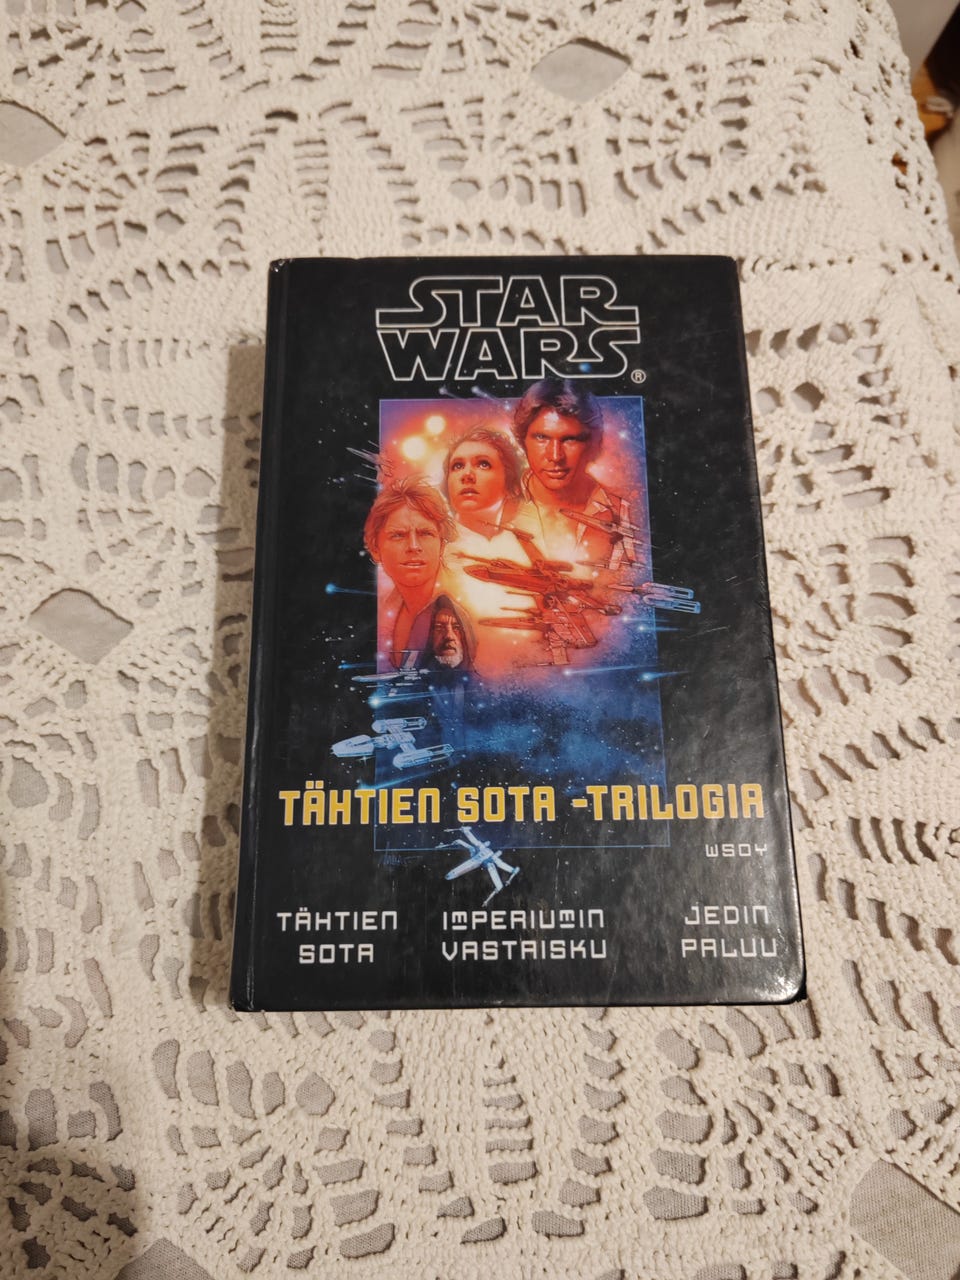 STAR
WARS®
TÄHTIEN SOTA -TRILOGIA
WSOY
TÄHTIEN
SOTA
IMPERIUMIN
VASTAISKU
JEDIN
PALUU